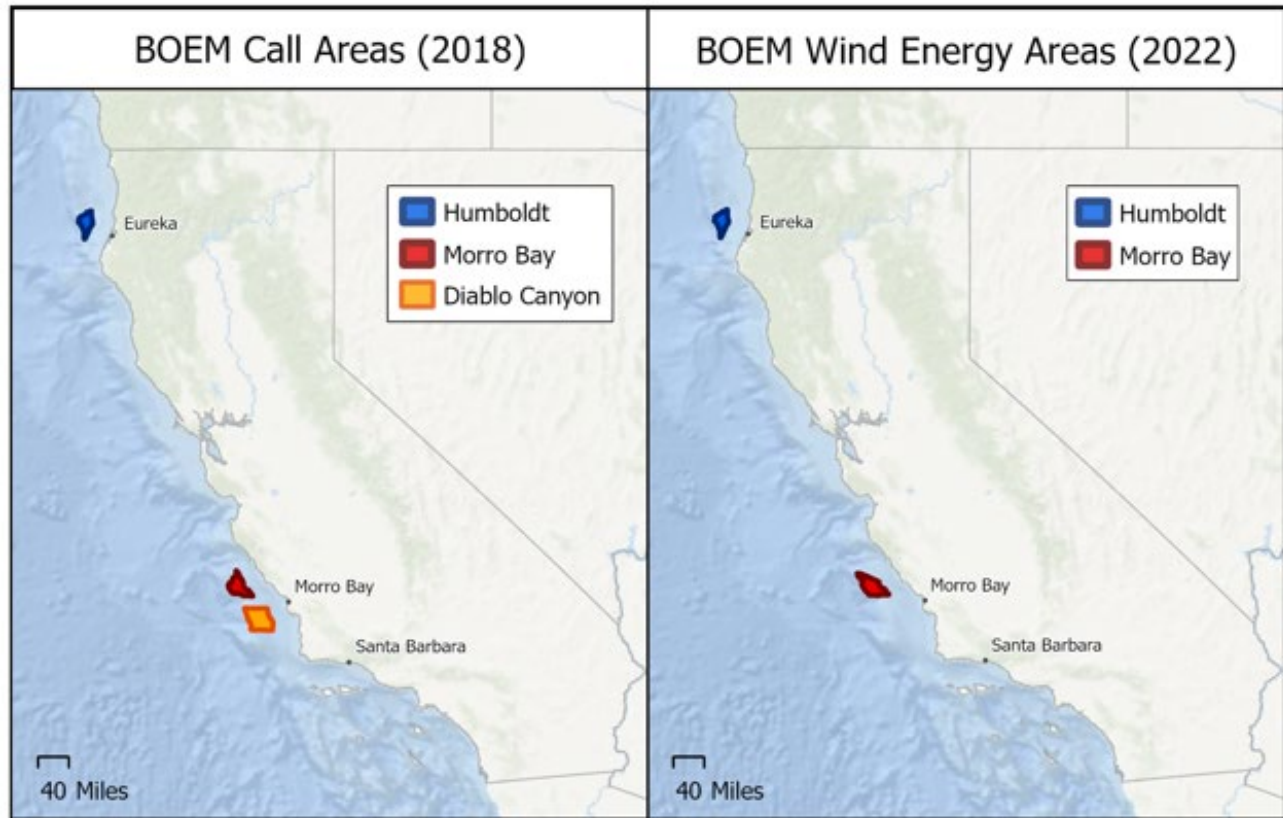 BOEM Call Areas (2018)
Humboldt
Morro Bay
Diablo Canyon
Eureka
Morro Bay
Santa Barbara
40 Miles
BOEM Wind Energy Areas (2022)
Humboldt
Morro Bay
Eureka
Morro Bay
Santa Barbara
40 Miles